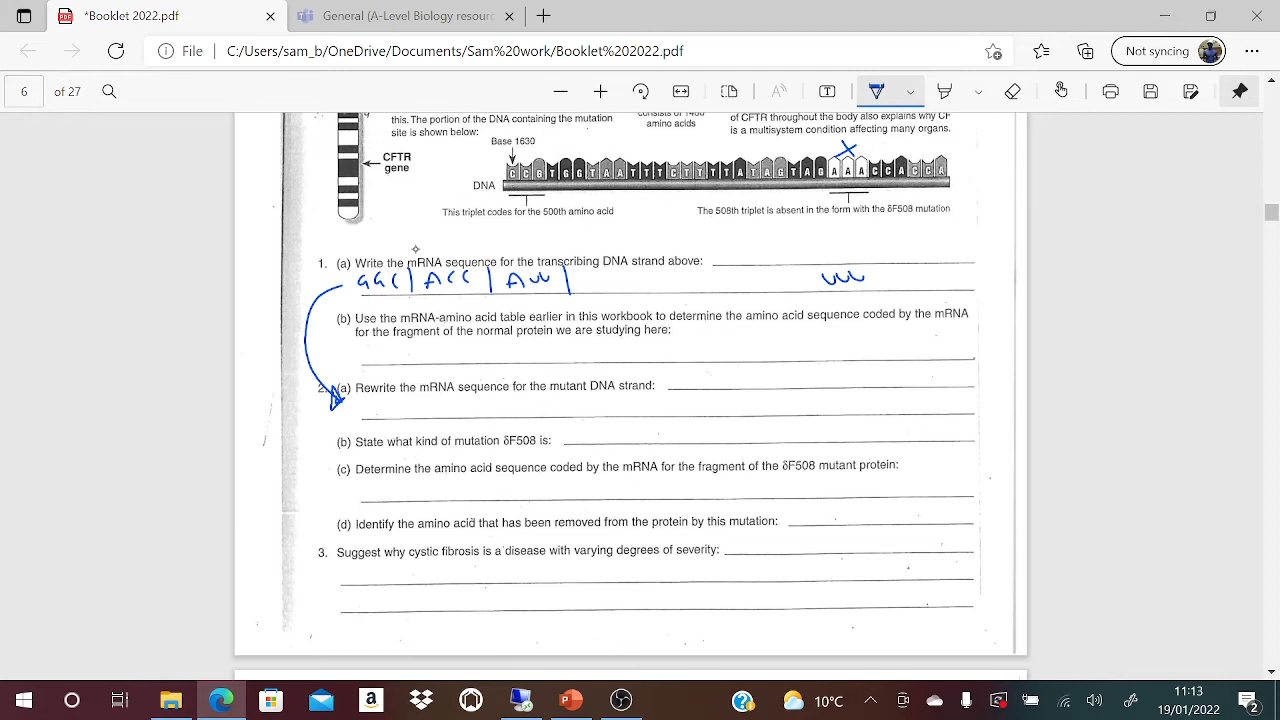 *Booklet 2022.pdf
General (A-Level Biology resourc
File
C:/Users/sam_b/OneDrive/Documents/Sam%20work/Booklet%202022.pdf
Not syncing
6 of 27
this. The portion of the DNA containing the mutation
site is shown below:
amino acids
of CFTR throughout the body also explains why CF
is a multisystem condition affecting many organs.
Base 1630
X
CFTR
gene
CCGTGGTAATTTCTTTTATAGTAGAAACCACCA
DNA
This triplet codes for the 500th amino acid
The 508th triplet is absent in the form with the δF508 mutation
1. (a) Write the mRNA sequence for the transcribing DNA strand above:
GGC | ACC | AUU |
UUU
(b) Use the mRNA-amino acid table earlier in this workbook to determine the amino acid sequence coded by the mRNA
for the fragment of the normal protein we are studying here:
2. (a) Rewrite the mRNA sequence for the mutant DNA strand:
(b) State what kind of mutation δF508 is:
(c) Determine the amino acid sequence coded by the mRNA for the fragment of the δF508 mutant protein:
(d) Identify the amino acid that has been removed from the protein by this mutation:
3. Suggest why cystic fibrosis is a disease with varying degrees of severity:
10°C
11:13
19/01/2022
2